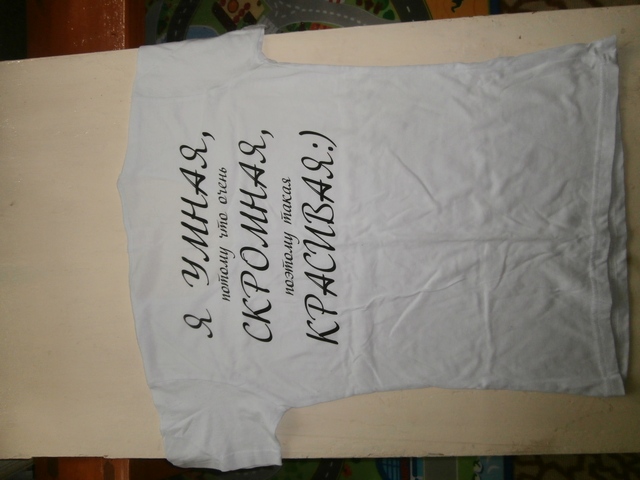 Я УМНАЯ,
потому что очень
СКРОМНАЯ,
поэтому такая
КРАСИВАЯ:)